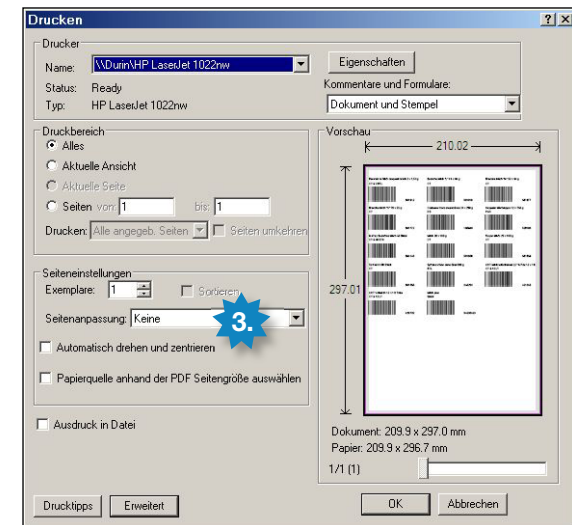 Drucken
Drucker
Name: \\Durin\HP LaserJet 1022nw
Eigenschaften
Status: Ready
Kommentare und Formulare:
Typ: HP LaserJet 1022nw
Dokument und Stempel
Druckbereich
Alles
Aktuelle Ansicht
Aktuelle Seite
Seiten von: 1 bis: 1
Drucken: Alle angegeb. Seiten Seiten umkehren
Seiteneinstellungen
Exemplare: 1 Sortieren
Seitenanpassung: Keine
3.
Automatisch drehen und zentrieren
Papierquelle anhand der PDF Seitengröße auswählen
Ausdruck in Datei
Drucktipps
Erweitert
Vorschau
210.02
297.01
Dokument: 209.9 x 297.0 mm
Papier: 209.9 x 296.7 mm
1/1 (1)
OK
Abbrechen